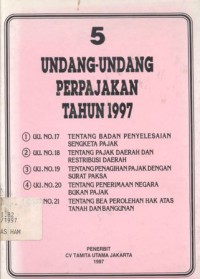 5
UNDANG-UNDANG
PERPAJAKAN
TAHUN 1997
1 UU. NO.17 TENTANG BADAN PENYELESAIAN
SENGKETA PAJAK
2 UU. NO.18 TENTANG PAJAK DAERAH DAN
RESTRIBUSI DAERAH
3 UU. NO.19 TENTANG PENAGIHAN PAJAK DENGAN
SURAT PAKSA
4 UU. NO.20 TENTANG PENERIMAAN NEGARA
BUKAN PAJAK
NO.21 TENTANG BEA PEROLEHAN HAK ATAS
TANAH DAN BANGUNAN
AS HAM
PENERBIT
CV TAMITA UTAMA JAKARTA
1997